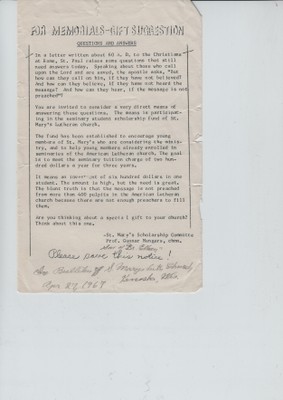 FOR MEMORIALS-GIFT SUGGESTION
QUESTIONS AND ANSWERS
In a letter written about 60 A. D. to the Christians
at Rome, St. Paul raises some questions that still
need answers today. Speaking about those who call
upon the Lord and are saved, the apostle asks, "But
how can they call on him, if they have not believed?
And how can they believe, if they have not heard the
message? And how can they hear, if the message is not
preached"?
You are invited to consider a very direct means of
answering those questions. The means is participat-
ing in the seminary student scholarship fund of St.
Mary's Lutheran church.
The fund has been established to encourage young
members of St. Mary's who are considering the minis-
try, and to help young members already enrolled in
seminaries of the American Lutheran church. The goal
is to meet the seminary tuition charge of two hun-
dred dollars a year for three years.
It means an of six hundred dollars in one
student. The amount is high, but the need is great.
The blunt truth is that the message is not preached
from more than 400 pulpits in the American Lutheran
church because there are not enough preachers to fill
them.
Are you thinking about a special gift to your church?
Think about this one.
-St. Mary's Scholarship Committe
Prof. Gunnar Mongerg, chmn.
Please save this notice!
Bulletin of St Marys Luth Church
Apr 27, 1969 Kenosha, Wis.